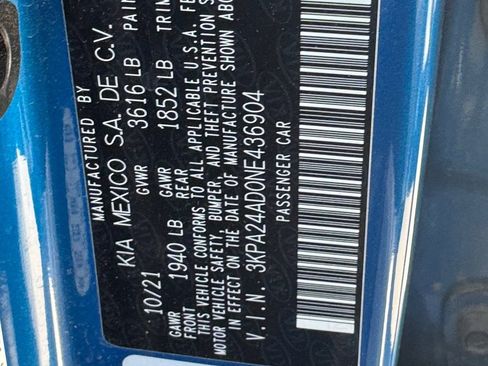 MANUFACTURED BY
KIA MEXICO S.A. DE C.V.
10/21 GVWR 3616 LB PAIN
GAWR FRONT 1940 LB GAWR REAR 1852 LB TRIM
THIS VEHICLE CONFORMS TO ALL APPLICABLE U.S.A. FE
MOTOR VEHICLE SAFETY, BUMPER, AND THEFT PREVENTION S
IN EFFECT ON THE DATE OF MANUFACTURE SHOWN ABO
V.I.N. 3KPA24AD0NE436904
PASSENGER CAR